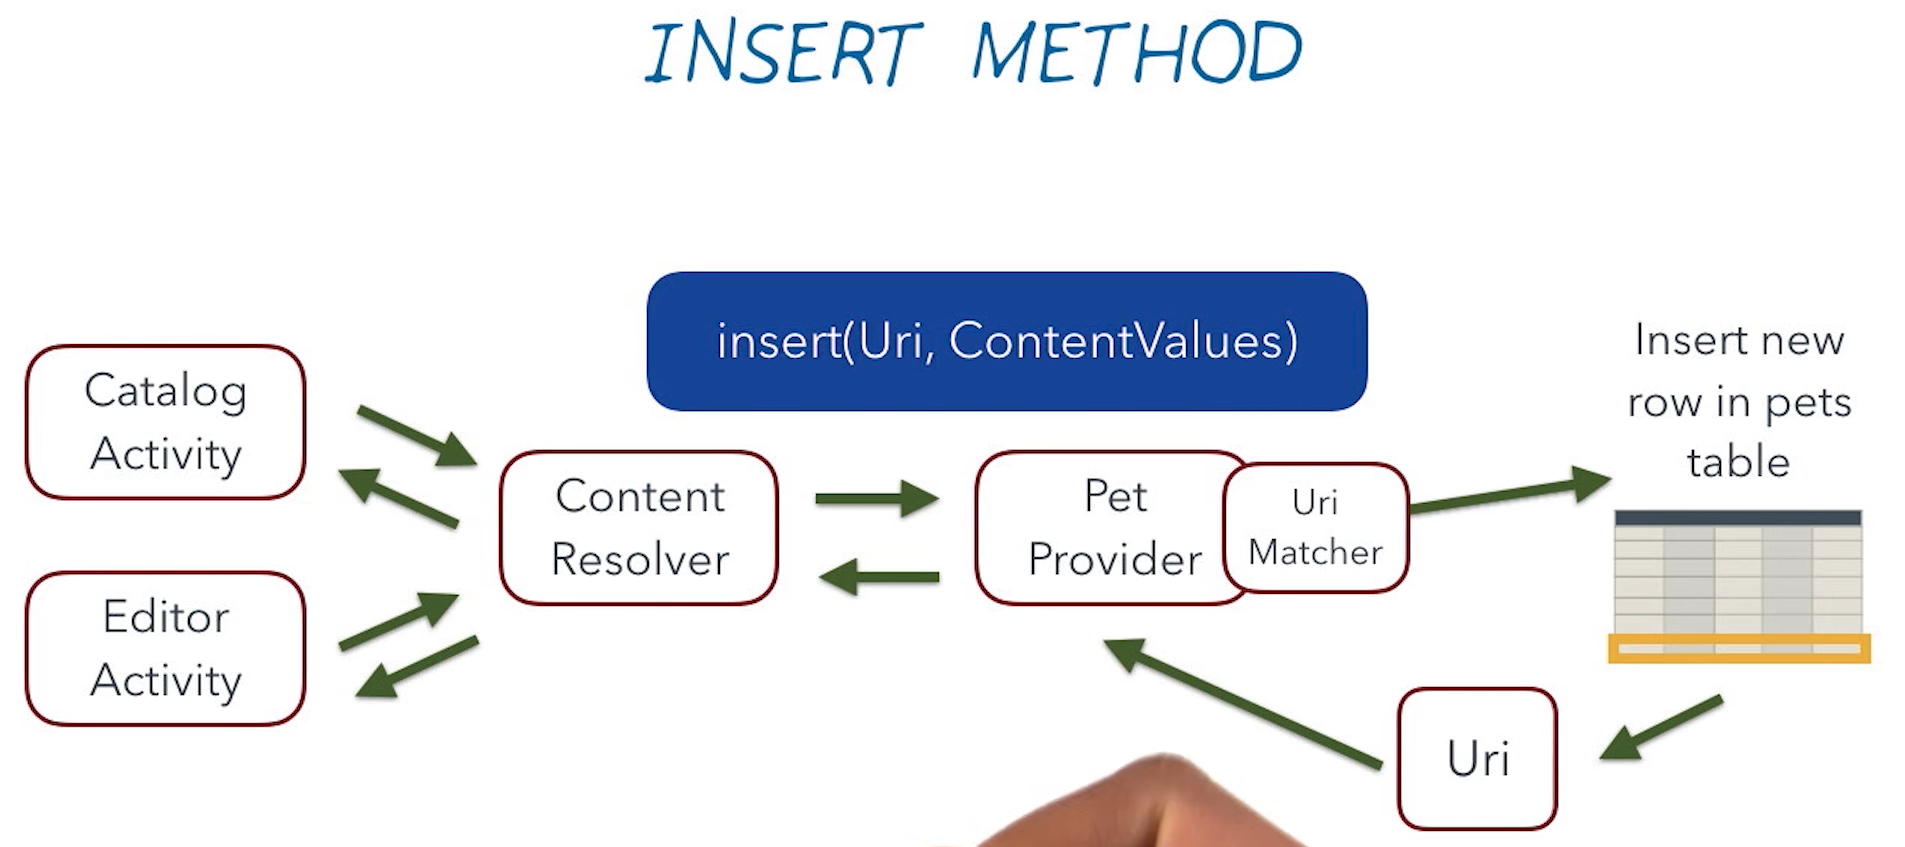 INSERT METHOD
insert(Uri, ContentValues)
Catalog
Activity
Editor
Activity
Content
Resolver
Pet
Provider
Uri
Matcher
Insert new
row in pets
table
Uri